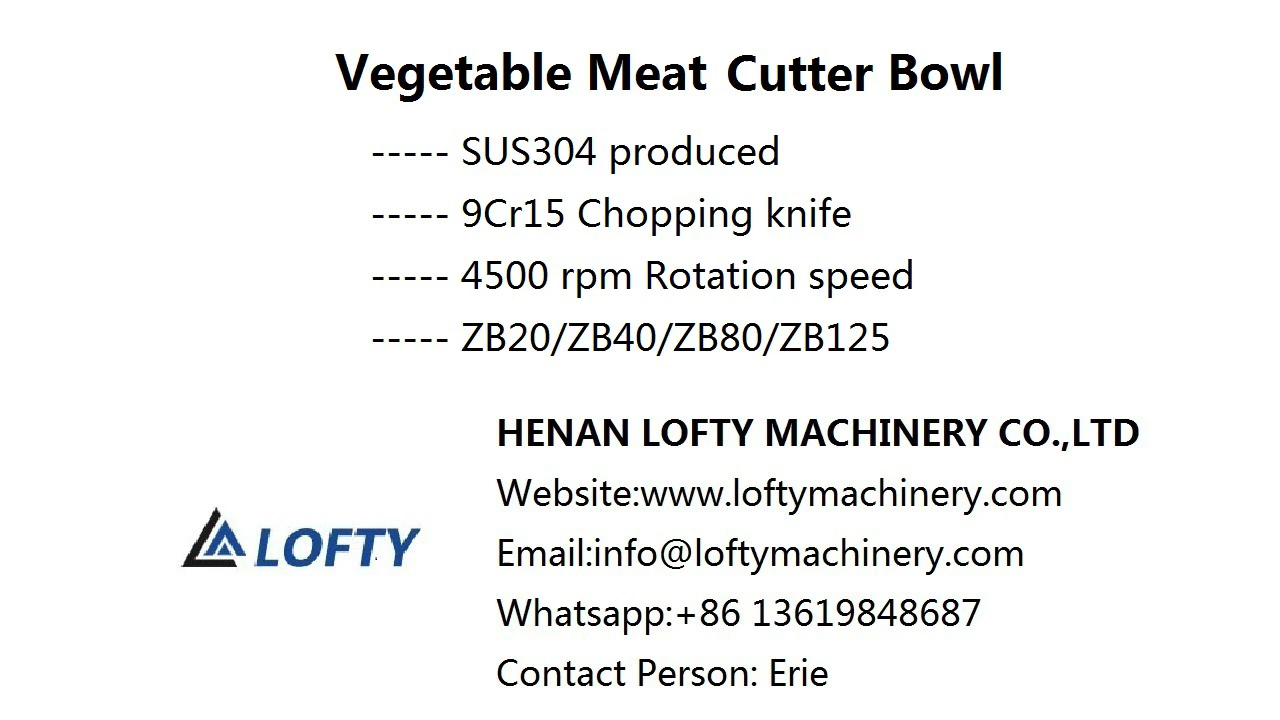 Vegetable Meat Cutter Bowl
----- SUS304 produced
----- 9Cr15 Chopping knife
----- 4500 rpm Rotation speed
----- ZB20/ZB40/ZB80/ZB125
HENAN LOFTY MACHINERY CO.,LTD
Website:www.loftymachinery.com
LOFTY
Email:info@loftymachinery.com
Whatsapp:+86 13619848687
Contact Person: Erie